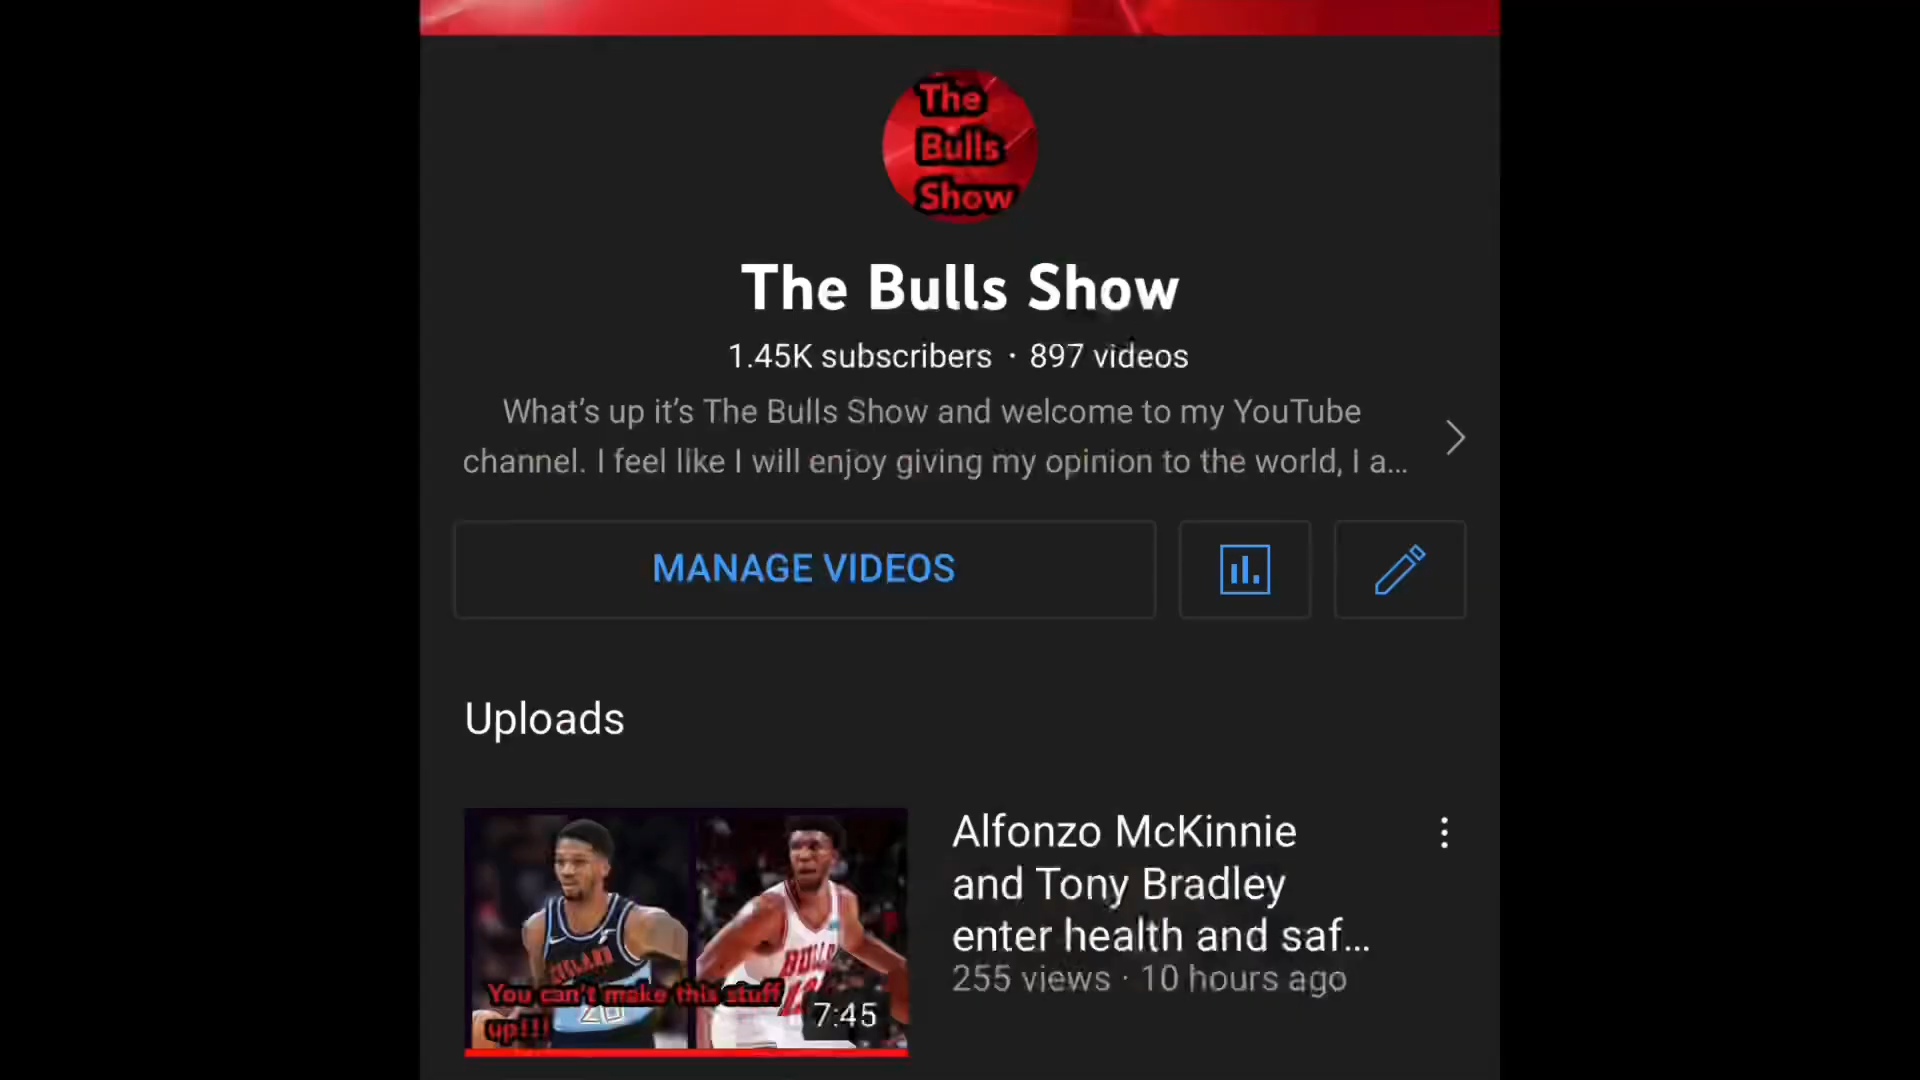 The
Bulls
Show
The Bulls Show
1.45K subscribers · 897 videos
What's up it's The Bulls Show and welcome to my YouTube
channel. I feel like I will enjoy giving my opinion to the world, I a...
MANAGE VIDEOS
Uploads
Alfonzo McKinnie
and Tony Bradley
enter health and saf...
255 views · 10 hours ago
You can't make this stuff
up!!!
7:45